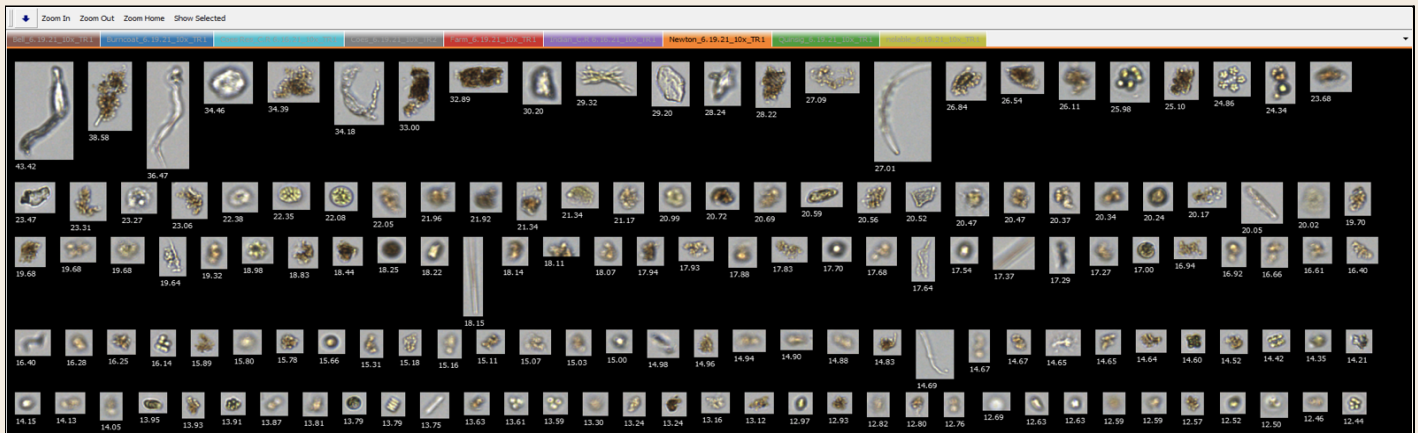 Zoom In Zoom Out Zoom Home Show Selected
Newton_6.19.21_10x_TR1
43.42 38.58 36.47 34.46 34.39 34.18 33.00 32.89 30.20 29.32 29.20 28.24 28.22 27.09 27.01 26.84 26.54 26.11 25.98 25.10 24.86 24.34 23.68
23.47 23.31 23.27 23.06 22.38 22.35 22.08 22.05 21.96 21.92 21.34 21.34 21.17 20.99 20.72 20.69 20.59 20.56 20.52 20.47 20.47 20.37 20.34 20.24 20.17 20.05 20.02 19.70
19.68 19.68 19.68 19.64 19.32 18.98 18.83 18.44 18.25 18.22 18.15 18.14 18.11 18.07 17.94 17.93 17.88 17.83 17.70 17.68 17.64 17.54 17.37 17.29 17.27 17.00 16.94 16.92 16.66 16.61 16.40
16.40 16.28 16.25 16.14 15.89 15.80 15.78 15.66 15.31 15.18 15.16 15.11 15.07 15.03 15.00 14.98 14.96 14.94 14.90 14.88 14.83 14.69 14.67 14.67 14.65 14.65 14.64 14.60 14.52 14.42 14.35 14.21
14.15 14.13 14.05 13.95 13.93 13.91 13.87 13.81 13.79 13.79 13.75 13.63 13.61 13.59 13.30 13.24 13.24 13.16 13.12 12.97 12.93 12.82 12.80 12.76 12.69 12.63 12.63 12.59 12.59 12.57 12.52 12.50 12.46 12.44